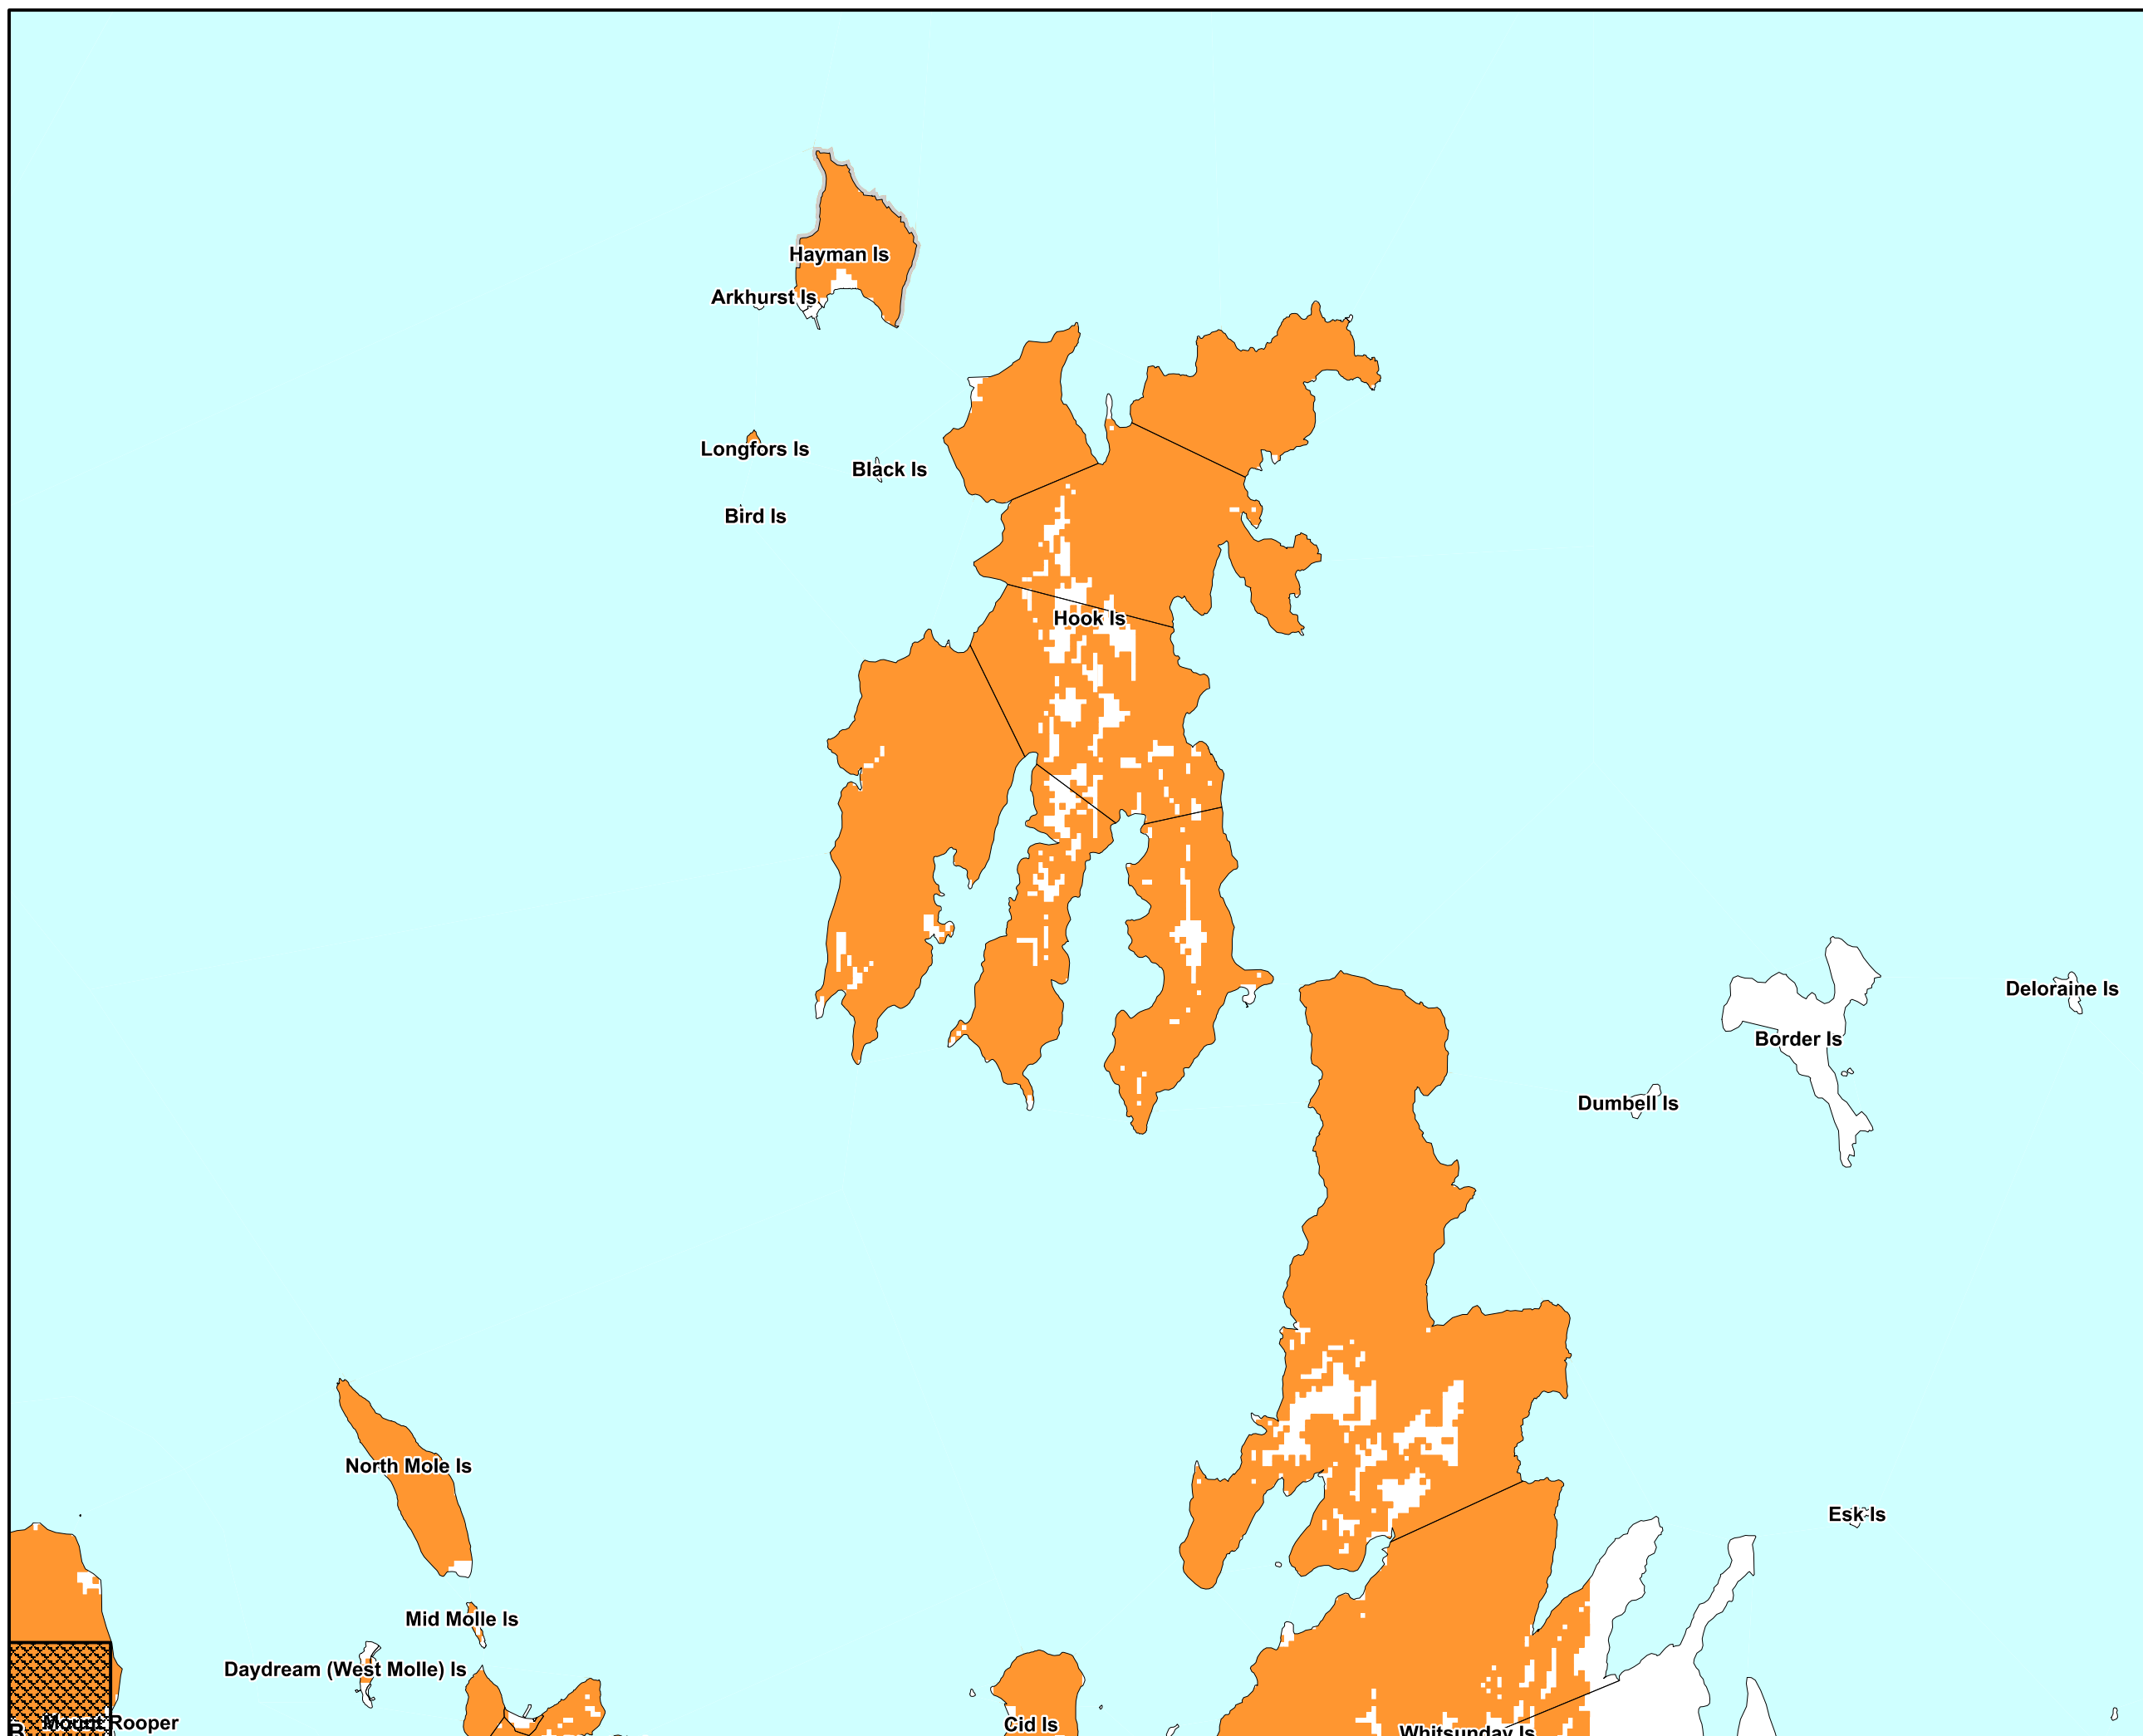 Hayman Is
Arkhurst Is
Longfors Is
Black Is
Bird Is
Hook Is
Deloraine Is
Border Is
Dumbell Is
North Mole Is
Esk Is
Mid Molle Is
Daydream (West Molle) Is
Mount Rooper
Cid Is
Whitsunday Is